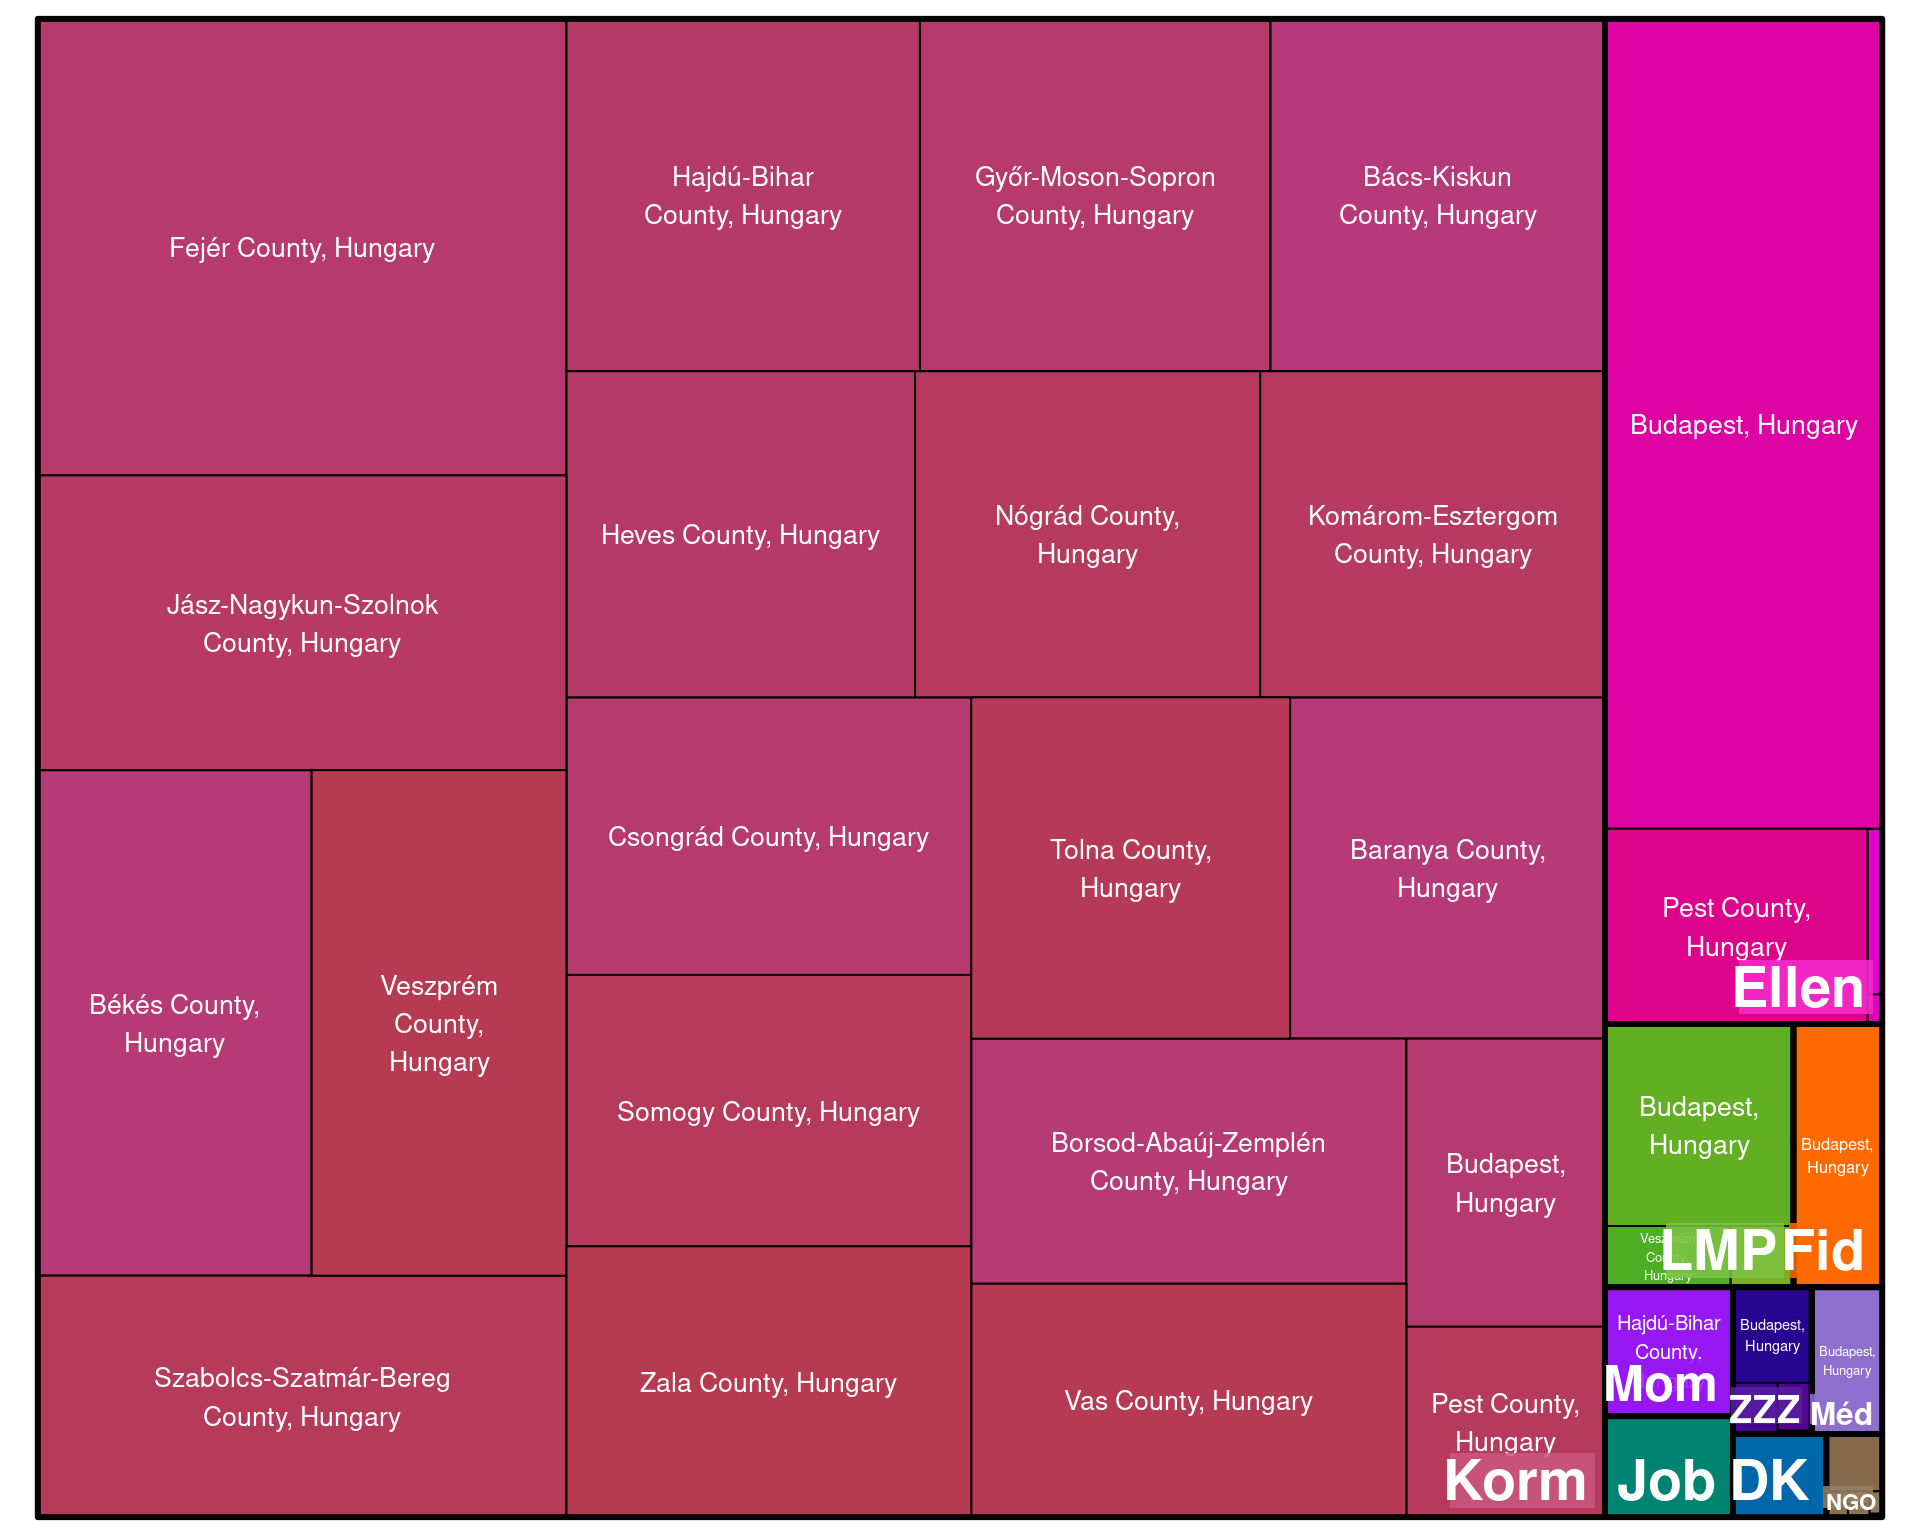 Fejér County, Hungary
Hajdú-Bihar
County, Hungary
Győr-Moson-Sopron
County, Hungary
Bács-Kiskun
County, Hungary
Budapest, Hungary
Jász-Nagykun-Szolnok
County, Hungary
Heves County, Hungary
Nógrád County,
Hungary
Komárom-Esztergom
County, Hungary
Békés County,
Hungary
Veszprém
County,
Hungary
Csongrád County, Hungary
Tolna County,
Hungary
Baranya County,
Hungary
Pest County,
Hungary
Ellen
Somogy County, Hungary
Borsod-Abaúj-Zemplén
County, Hungary
Budapest,
Hungary
Budapest,
Hungary
Budapest,
Hungary
Hungary
LMP
Fid
Szabolcs-Szatmár-Bereg
County, Hungary
Zala County, Hungary
Vas County, Hungary
Pest County,
Hungary
Korm
Hajdú-Bihar
County.
Mom
Budapest,
Hungary
ZZZ
Budapest,
Hungary
Méd
Job
DK
NGO